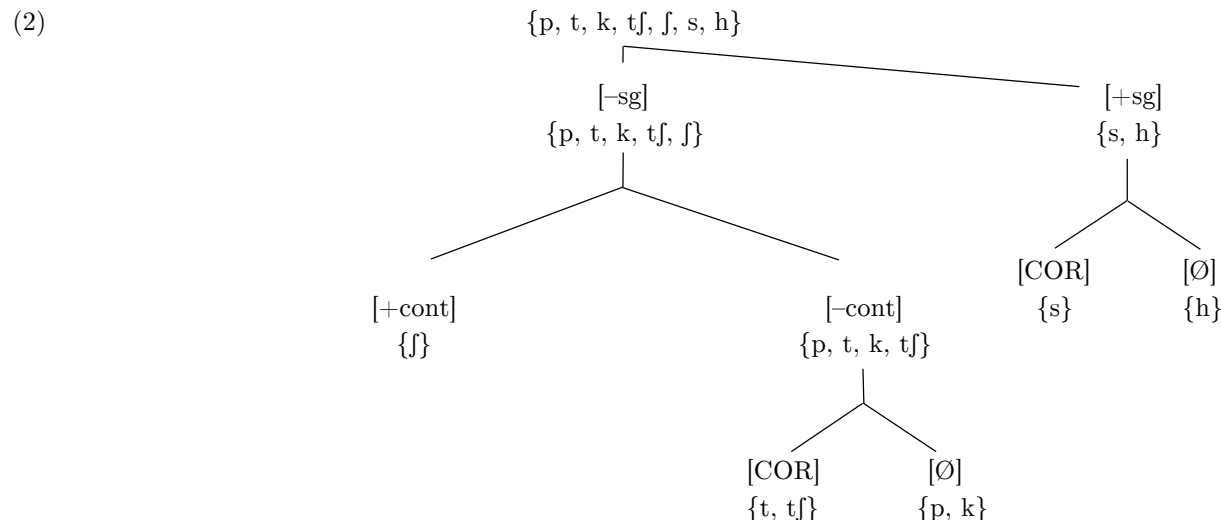 (2)
{p, t, k, tʃ, ʃ, s, h}
[–sg]
[+sg]
{p, t, k, tʃ, ʃ}
{s, h}
[COR]
[Ø]
{s}
{h}
[+cont]
[–cont]
{ʃ}
{p, t, k, tʃ}
[COR]
[Ø]
{t, tʃ}
{p, k}